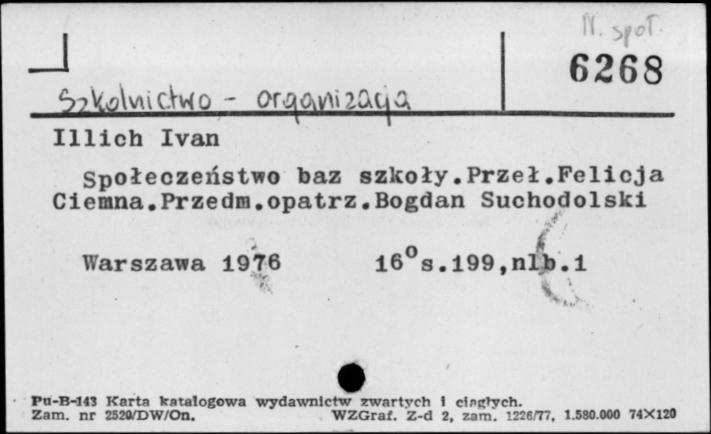 N. społ.
6268
Szkolnictwo - organizacja
Illich Ivan
Społeczeństwo baz szkoły.Przeł.Felicja
Ciemna.Przedm.opatrz.Bogdan Suchodolski
Warszawa 1976 16°s.199,nlb.1
Pu-B-143 Karta katalogowa wydawnictw zwartych i ciągłych.
Zam. nr 2520/DW/On. WZGraf. Z-d 2, zam. 1226/77, 1.580.000 74X120